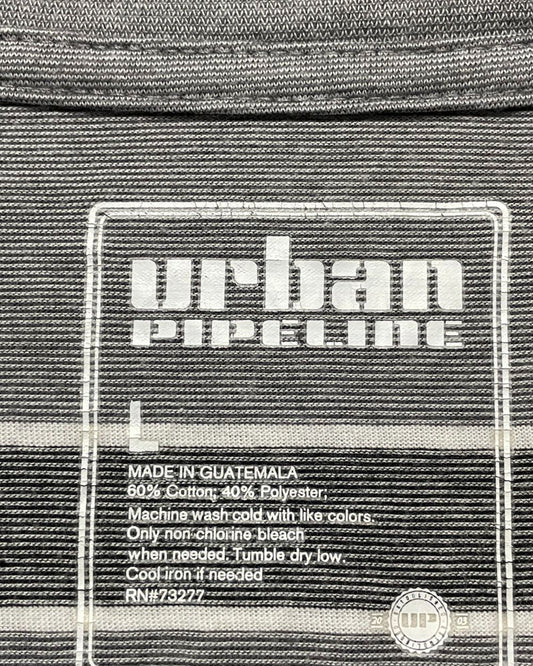 urban
PIPELINE
L
MADE IN GUATEMALA
60% Cotton; 40% Polyester;
Machine wash cold with like colors.
Only non chlorine bleach
when needed. Tumble dry low.
Cool iron if needed
RN#73277
UP